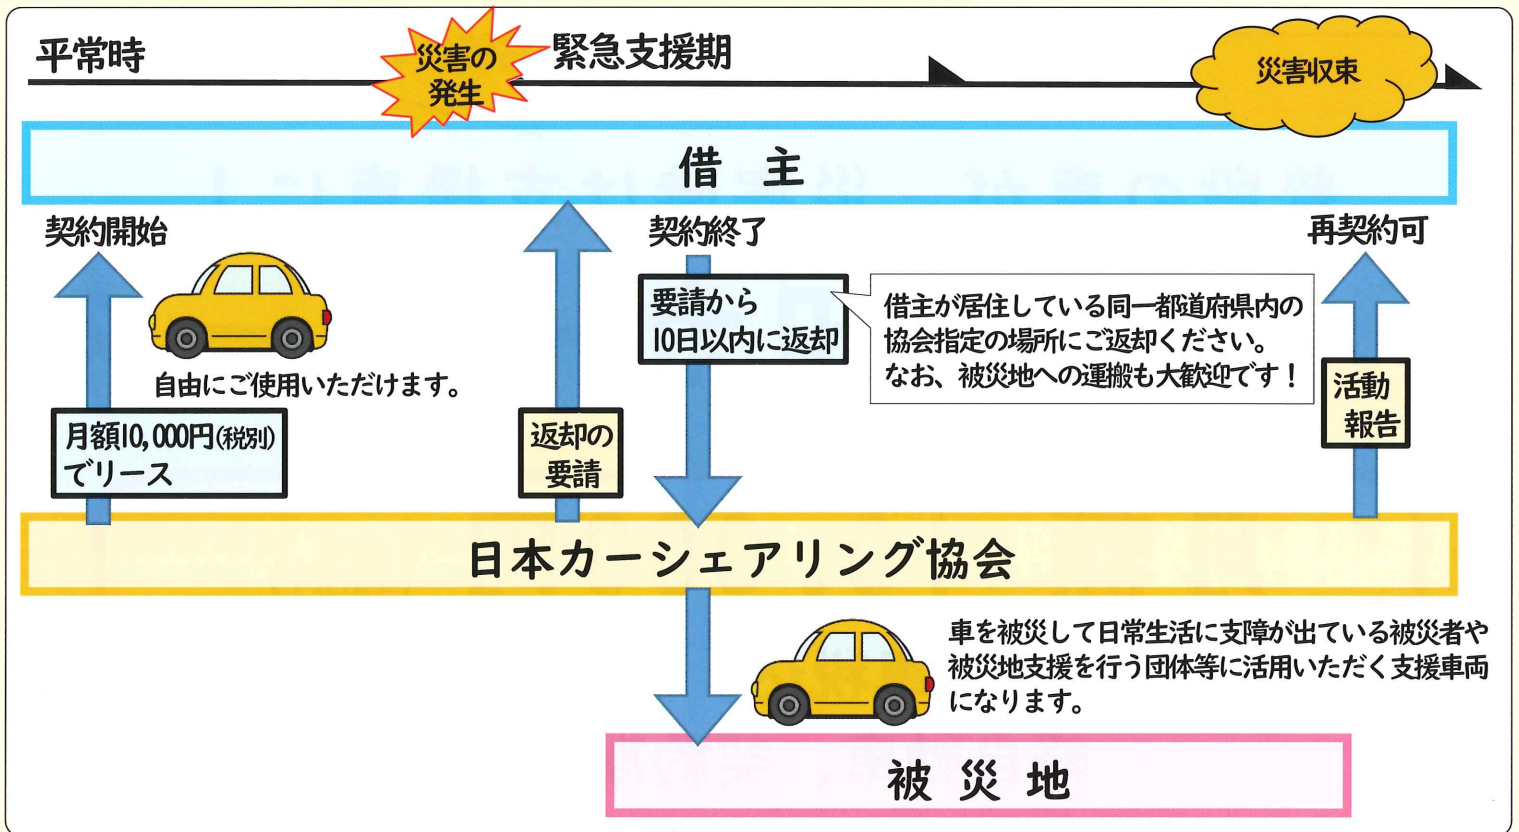 平常時
災害の
発生
緊急支援期
災害収束
借主
契約開始
契約終了
再契約可
要請から
10日以内に返却
借主が居住している同一都道府県内の
協会指定の場所にご返却ください。
なお、被災地への運搬も大歓迎です！
自由にご使用いただけます。
月額10,000円(税別)
でリース
返却の
要請
活動
報告
日本カーシェアリング協会
車を被災して日常生活に支障が出ている被災者や
被災地支援を行う団体等に活用いただく支援車両
になります。
被災地